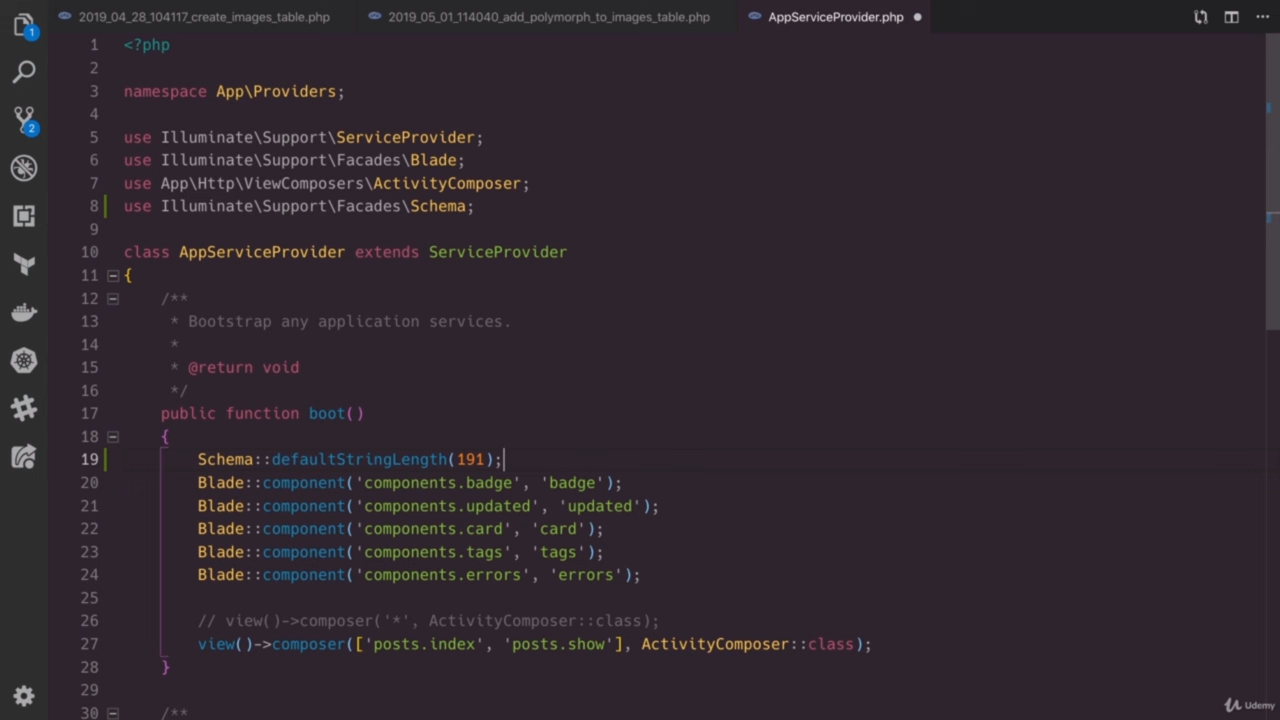 2019_04_28_104117_create_images_table.php 2019_05_01_114040_add_polymorph_to_images_table.php AppServiceProvider.php
1
2
1 <?php
2
3 namespace App\Providers;
4
5 use Illuminate\Support\ServiceProvider;
6 use Illuminate\Support\Facades\Blade;
7 use App\Http\ViewComposers\ActivityComposer;
8 use Illuminate\Support\Facades\Schema;
9
10 class AppServiceProvider extends ServiceProvider
11 {
12 /**
13 * Bootstrap any application services.
14 *
15 * @return void
16 */
17 public function boot()
18 {
19 Schema::defaultStringLength(191);
20 Blade::component('components.badge', 'badge');
21 Blade::component('components.updated', 'updated');
22 Blade::component('components.card', 'card');
23 Blade::component('components.tags', 'tags');
24 Blade::component('components.errors', 'errors');
25
26 // view()->composer('*', ActivityComposer::class);
27 view()->composer(['posts.index', 'posts.show'], ActivityComposer::class);
28 }
29
30 /**
Udemy